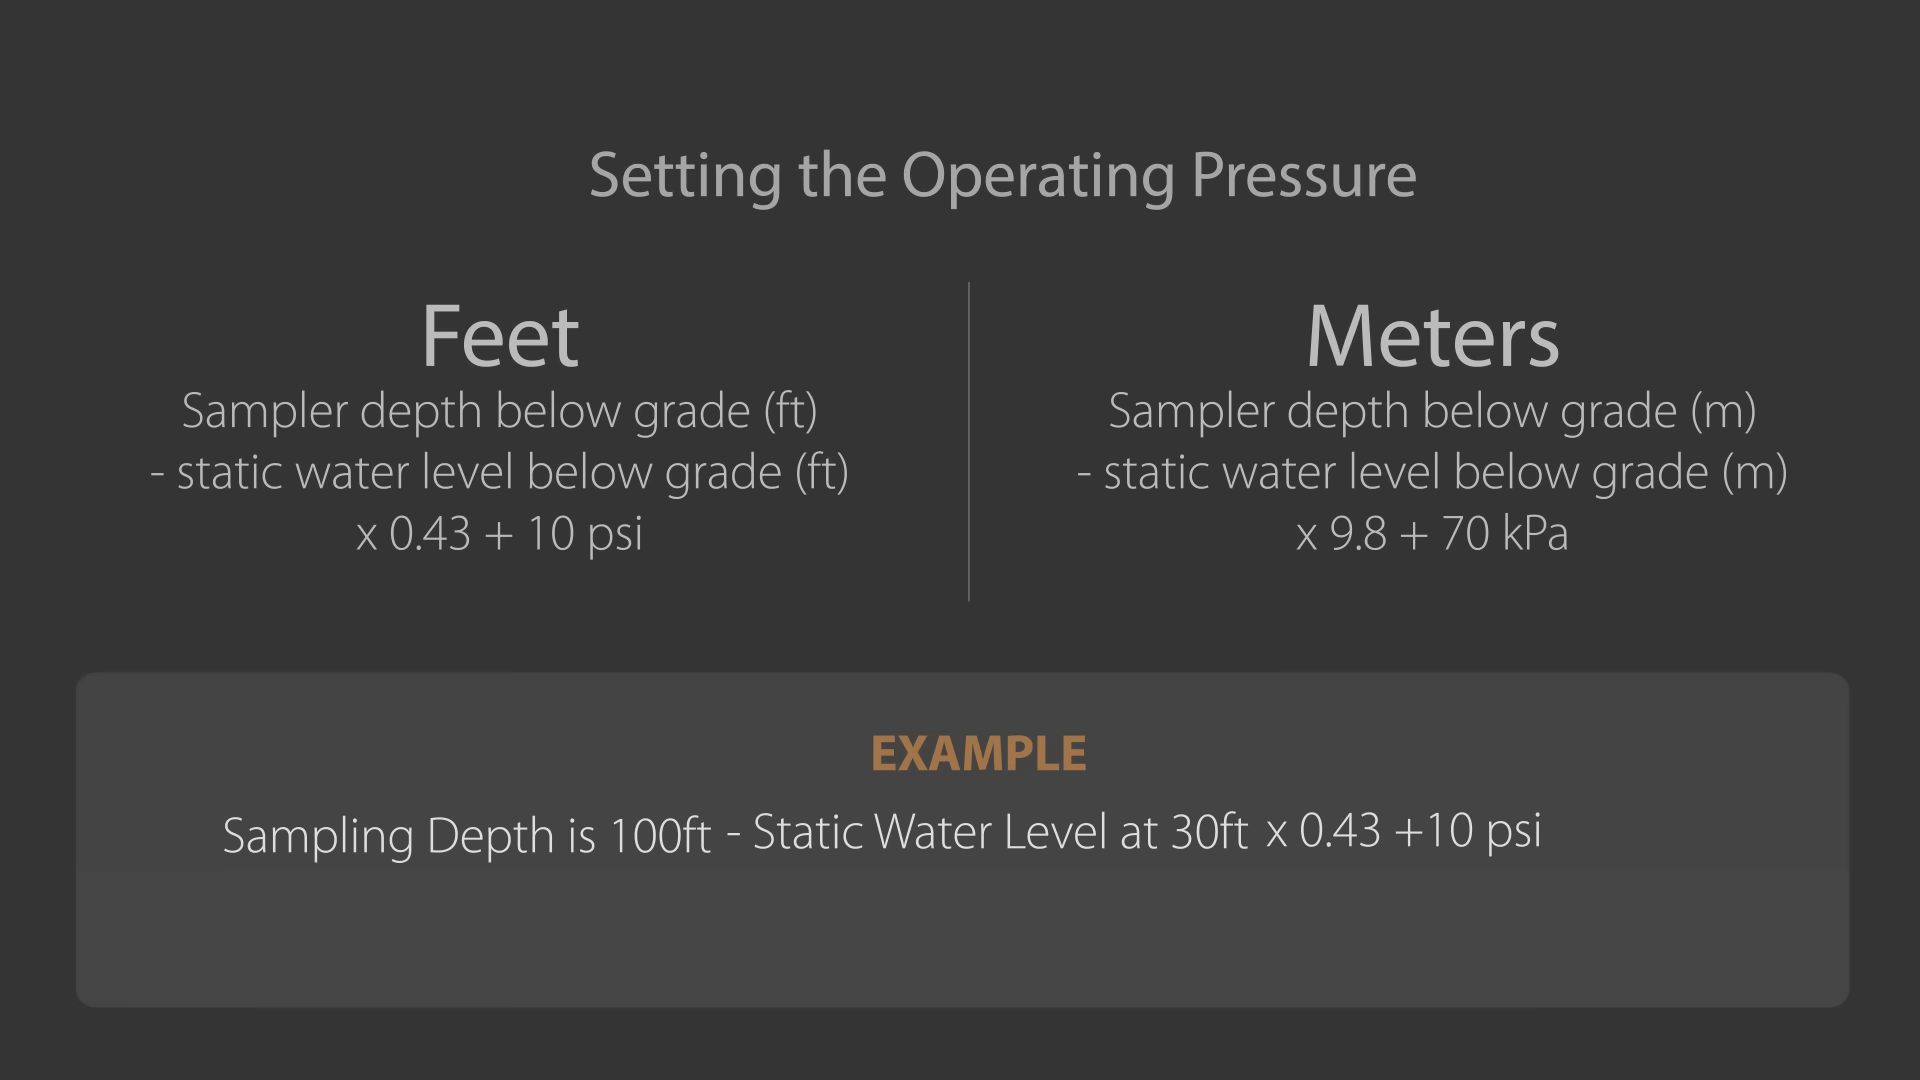 Setting the Operating Pressure
Feet
Sampler depth below grade (ft)
- static water level below grade (ft)
x 0.43 + 10 psi
Meters
Sampler depth below grade (m)
- static water level below grade (m)
x 9.8 + 70 kPa
EXAMPLE
Sampling Depth is 100ft - Static Water Level at 30ft x 0.43 +10 psi